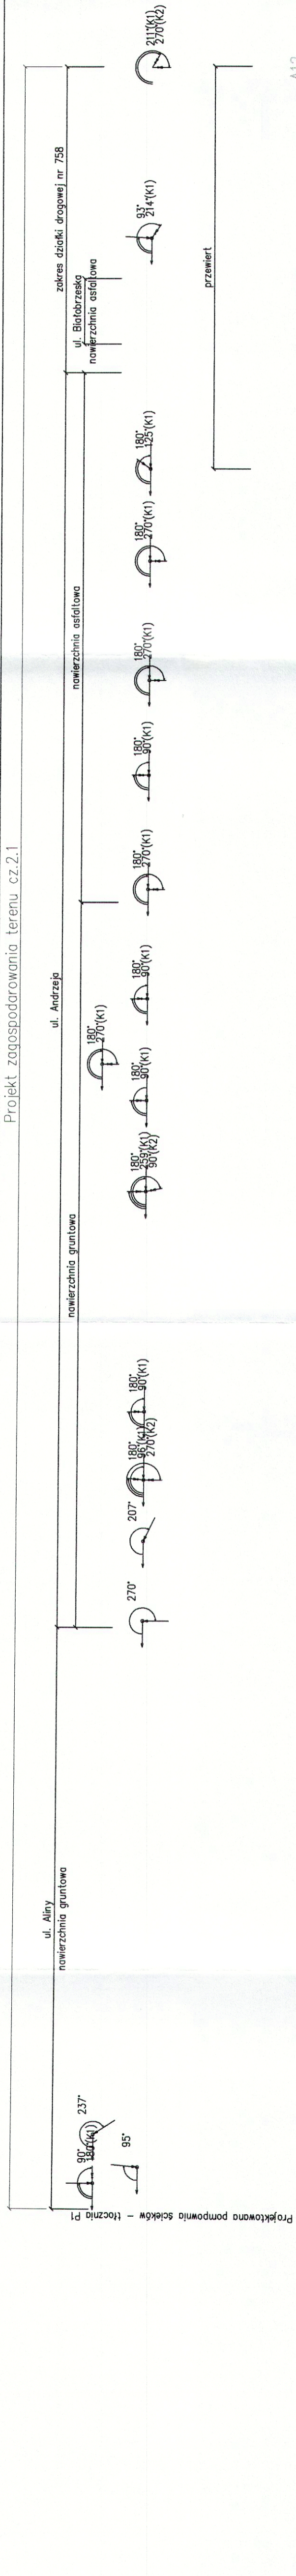 Projekt zagospodarowania terenu cz.2.1
zakres działki drogowej nr 758
ul. Białobrzeska
nawierzchnia asfaltowa
nawierzchnia asfaltowa
ul. Andrzeja
nawierzchnia gruntowa
ul. Aliny
nawierzchnia gruntowa
przewiert
211°(K1)
270°(K2)
93°
214°(K1)
180°
125°(K1)
180°
270°(K1)
180°
270°(K1)
180°
90°(K1)
180°
270°(K1)
180°
90°(K1)
180°
270°(K1)
180°
90°(K1)
180°
259°(K1)
90°(K2)
180°
90°(K1)
180°
96°(K1)
270°(K2)
207°
270°
237°
90°
180°(K1)
95°
Projektowana pompownia ścieków – tłocznia P1